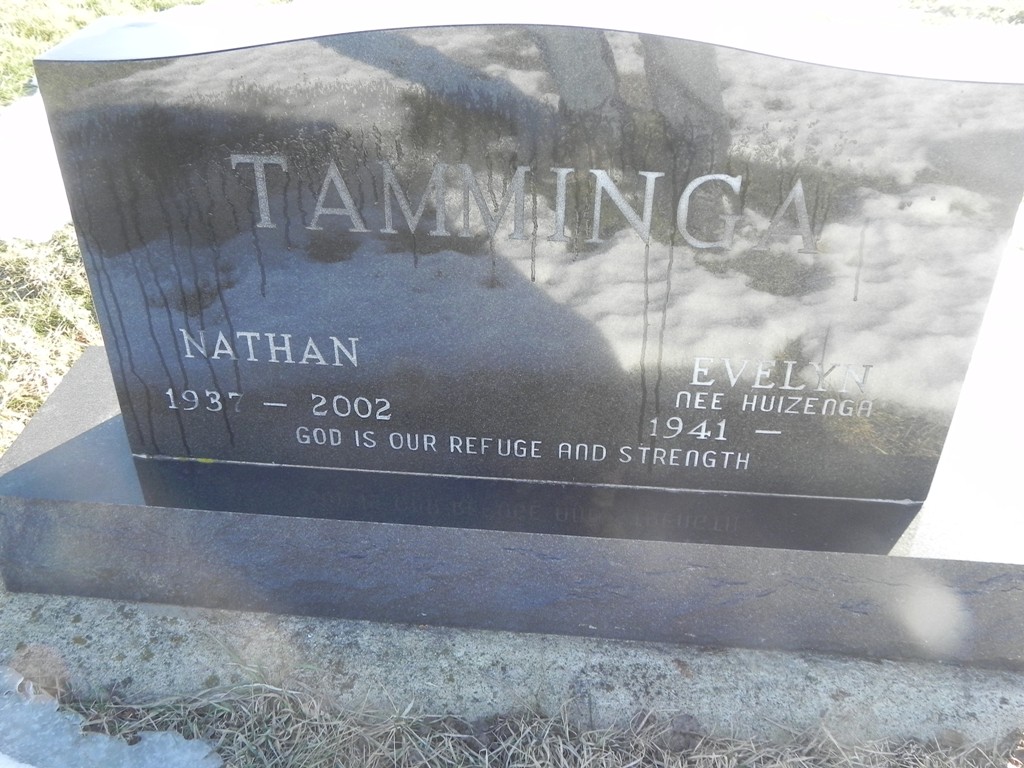 TAMMINGA
NATHAN
1937 - 2002
EVELYN
NEE HUIZENGA
1941 -
GOD IS OUR REFUGE AND STRENGTH